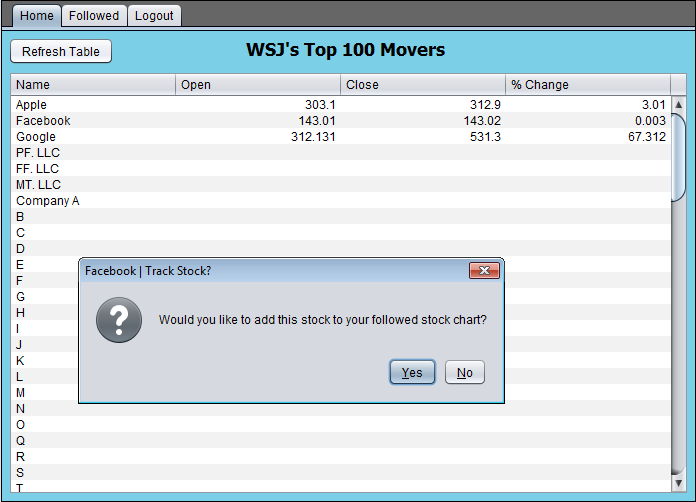 Home Followed Logout
Refresh Table WSJ's Top 100 Movers
Name Open Close % Change
Apple 303.1 312.9 3.01
Facebook 143.01 143.02 0.003
Google 312.131 531.3 67.312
PF. LLC
FF. LLC
MT. LLC
Company A
B
C
D
E
Facebook | Track Stock?
F
G
H
Would you like to add this stock to your followed stock chart?
I
J
K
Yes No
L
M
N
O
Q
R
S
T